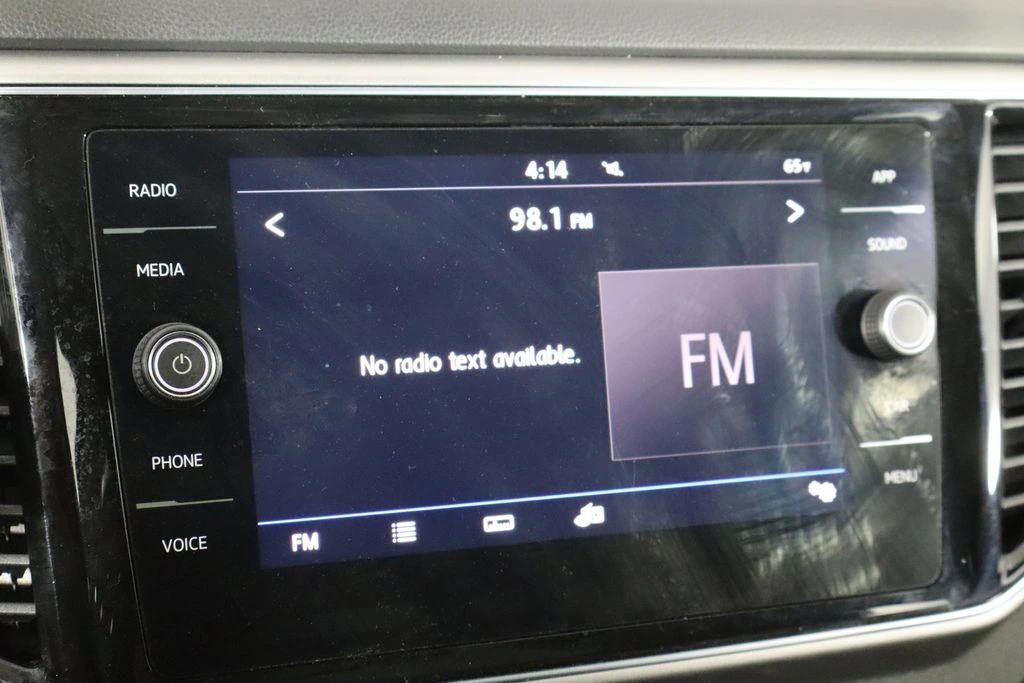 RADIO
MEDIA
PHONE
VOICE
4:14
65°F
98.1 FM
No radio text available.
FM
FM
APP
SOUND
CAR
MENU